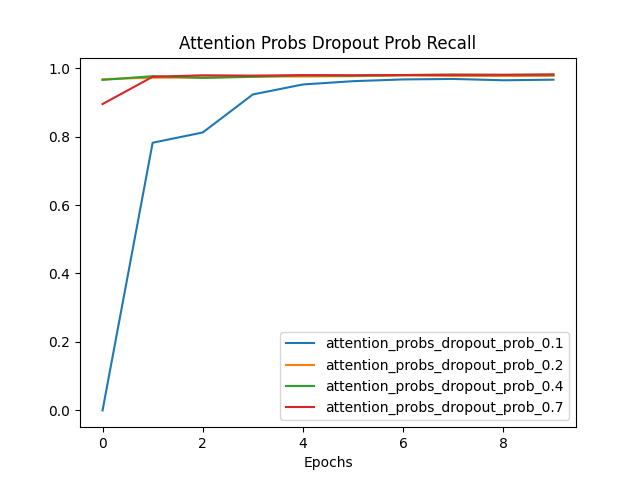 Attention Probs Dropout Prob Recall
1.0
0.8
0.6
0.4
0.2
0.0
attention_probs_dropout_prob_0.1
attention_probs_dropout_prob_0.2
attention_probs_dropout_prob_0.4
attention_probs_dropout_prob_0.7
0 2 4 6 8
Epochs